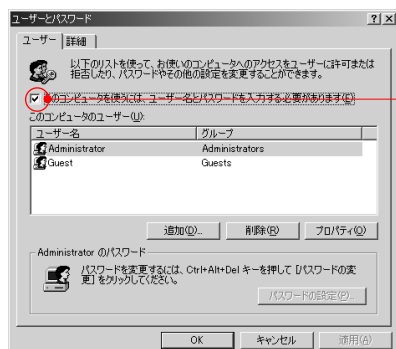 ユーザーとパスワード
ユーザー 詳細
以下のリストを使って、お使いのコンピュータへのアクセスをユーザーに許可または
拒否したり、パスワードやその他の設定を変更することができます。
このコンピュータを使うには、ユーザー名とパスワードを入力する必要があります(E)
このコンピュータのユーザー(U):
ユーザー名 グループ
Administrator Administrators
Guest Guests
追加(D)... 削除(R) プロパティ(O)
Administrator のパスワード
パスワードを変更するには、Ctrl+Alt+Del キーを押して [パスワードの変
更] をクリックしてください。
パスワードの設定(P)...
OK キャンセル 適用(A)